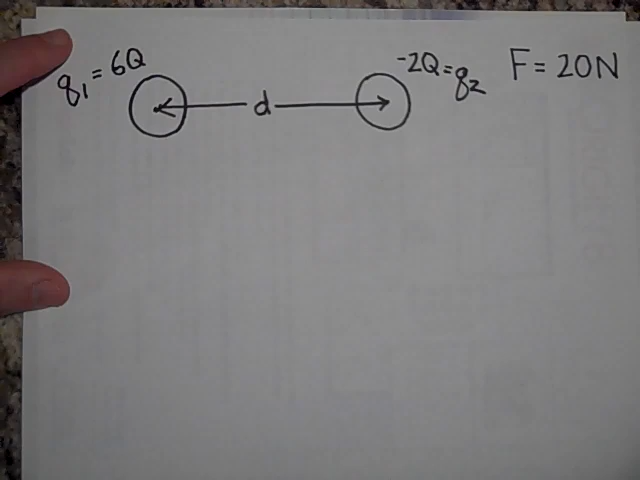 q₁ = 6Q
d
-2Q = q₂
F = 20N